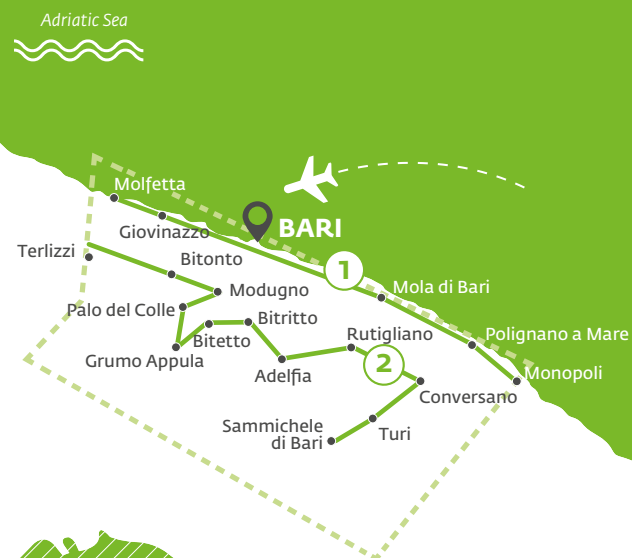 Adriatic Sea
Molfetta
Giovinazzo
BARI
Terlizzi
Bitonto
1
Modugno
Mola di Bari
Palo del Colle
Bitritto
Bitetto
Rutigliano
Polignano a Mare
Grumo Appula
Adelfia
2
Monopoli
Conversano
Sammichele
di Bari
Turi